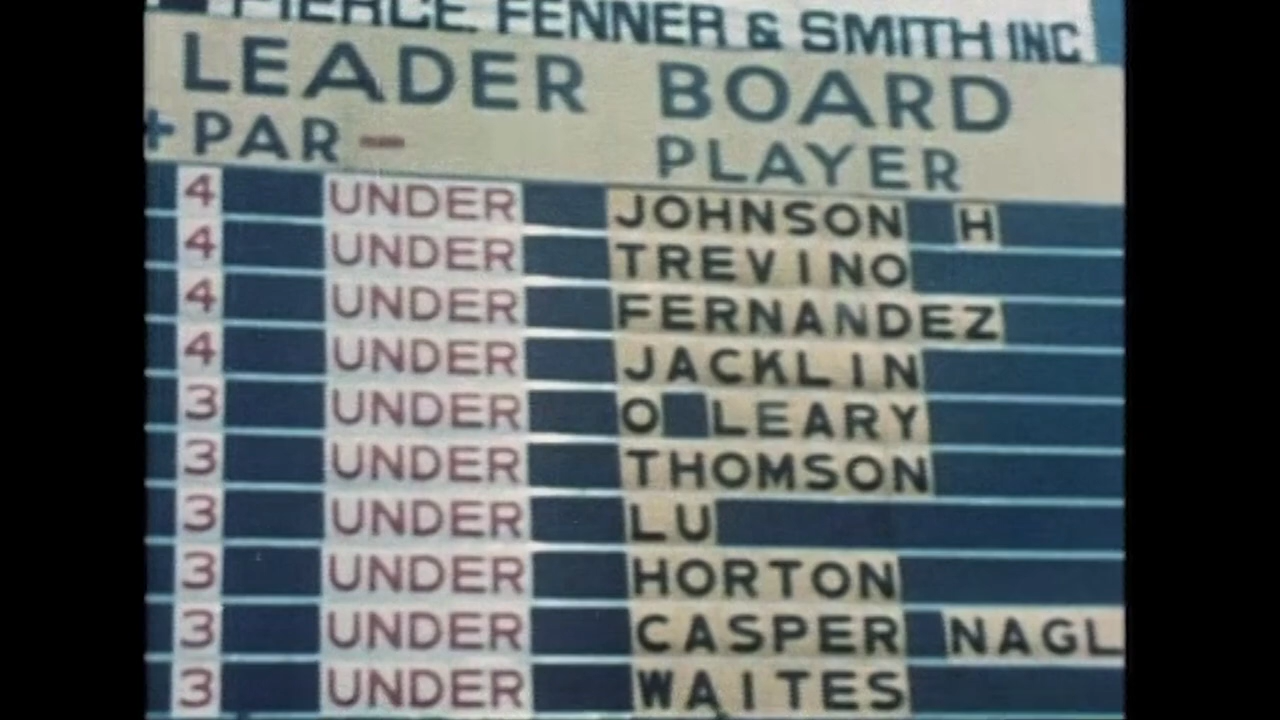 PIERCE, FENNER & SMITH INC
LEADER BOARD
+ PAR - PLAYER
4 UNDER JOHNSON H
4 UNDER TREVINO
4 UNDER FERNANDEZ
4 UNDER JACKLIN
3 UNDER O LEARY
3 UNDER THOMSON
3 UNDER LU
3 UNDER HORTON
3 UNDER CASPER NAGL
3 UNDER WAITES